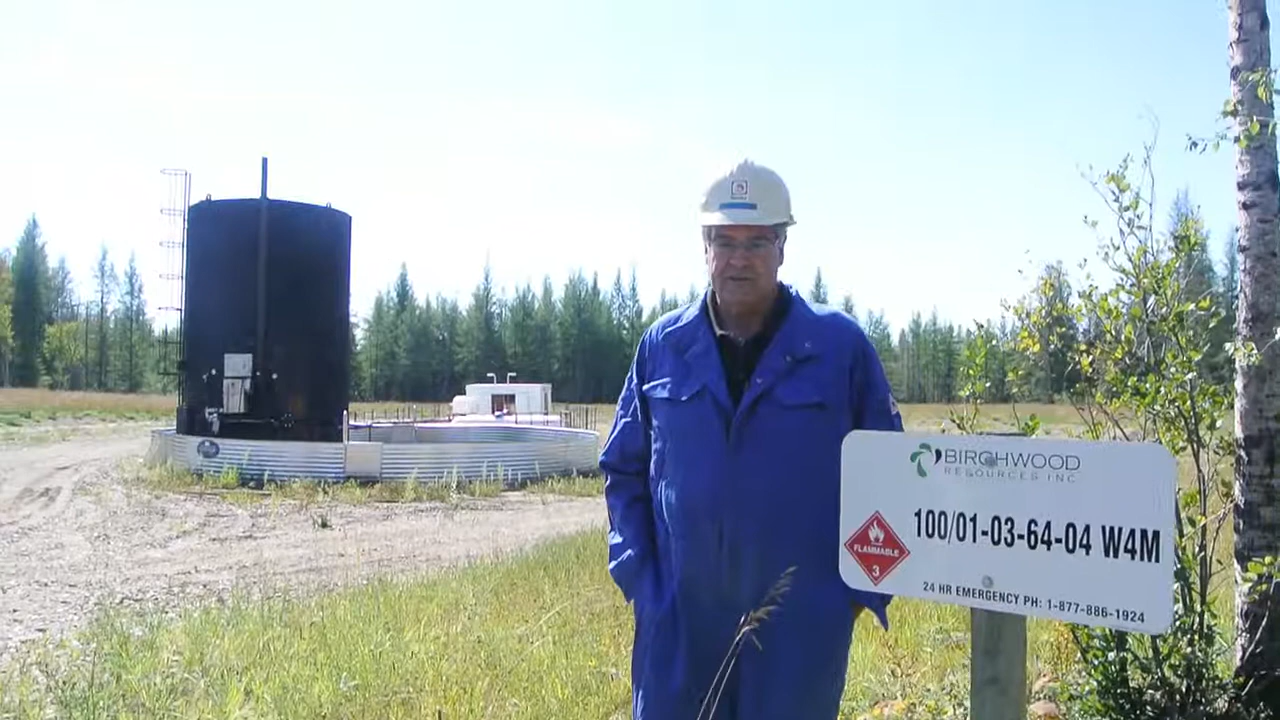 BIRCHWOOD
RESOURCES INC
100/01-03-64-04 W4M
FLAMMABLE
3
24 HR EMERGENCY PH: 1-877-886-1924